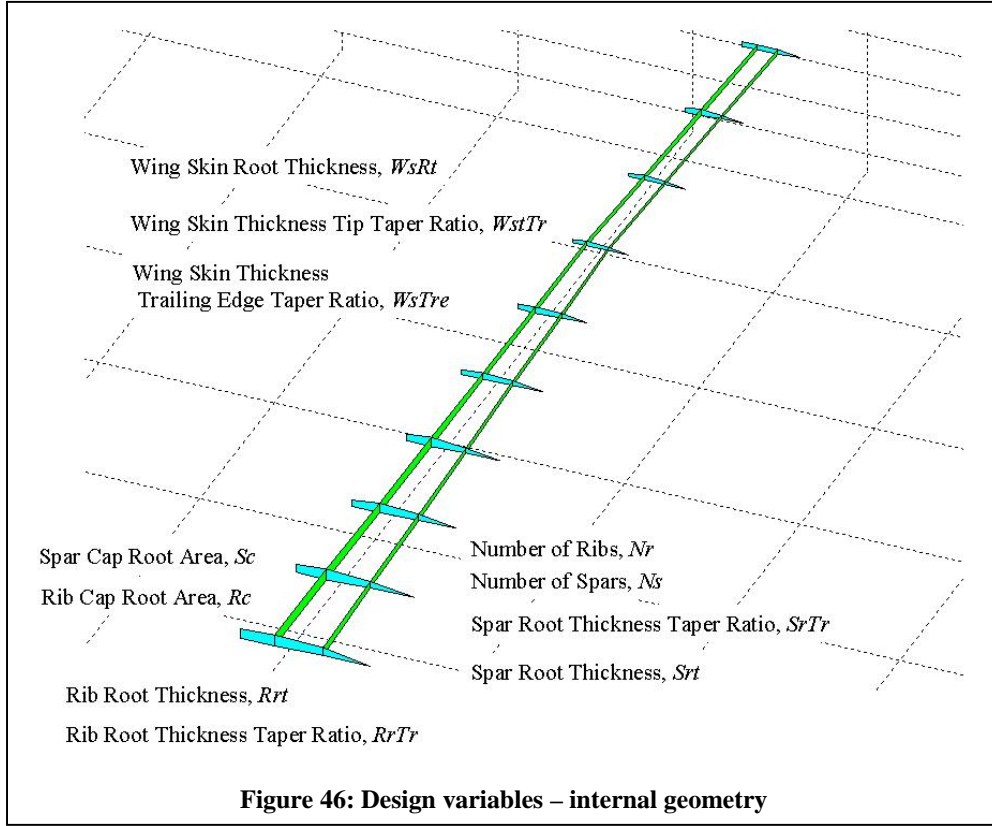 Wing Skin Root Thickness, WsRt
Wing Skin Thickness Tip Taper Ratio, WstTr
Wing Skin Thickness
Trailing Edge Taper Ratio, WsTre
Spar Cap Root Area, Sc
Rib Cap Root Area, Rc
Number of Ribs, Nr
Number of Spars, Ns
Spar Root Thickness Taper Ratio, SrTr
Spar Root Thickness, Srt
Rib Root Thickness, Rrt
Rib Root Thickness Taper Ratio, RrTr
Figure 46: Design variables – internal geometry